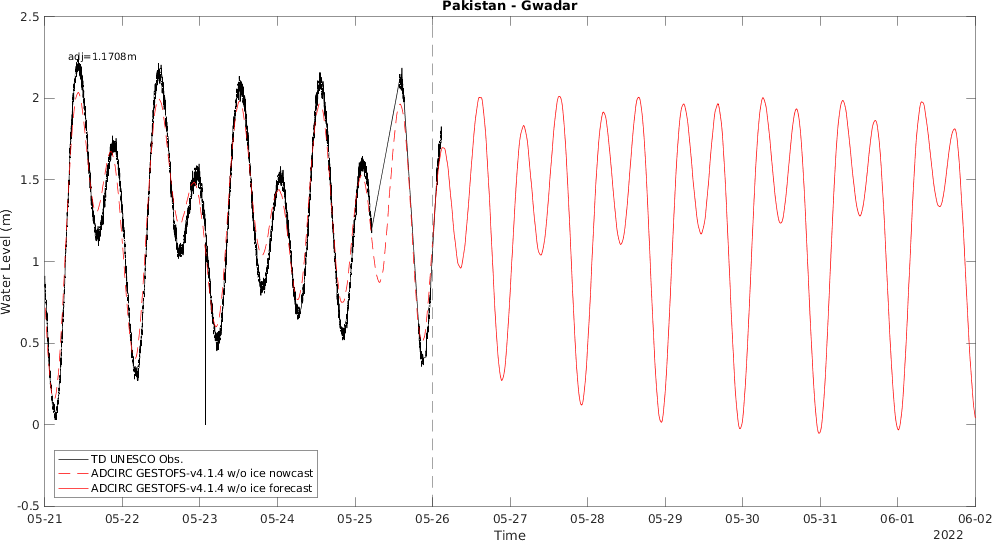 Pakistan - Gwadar
adj=1.1708m
Water Level (m)
2.5
2
1.5
1
0.5
0
-0.5
TD UNESCO Obs.
ADCIRC GESTOFS-v4.1.4 w/o ice nowcast
ADCIRC GESTOFS-v4.1.4 w/o ice forecast
05-21 05-22 05-23 05-24 05-25 05-26 05-27 05-28 05-29 05-30 05-31 06-01 06-02
Time
2022